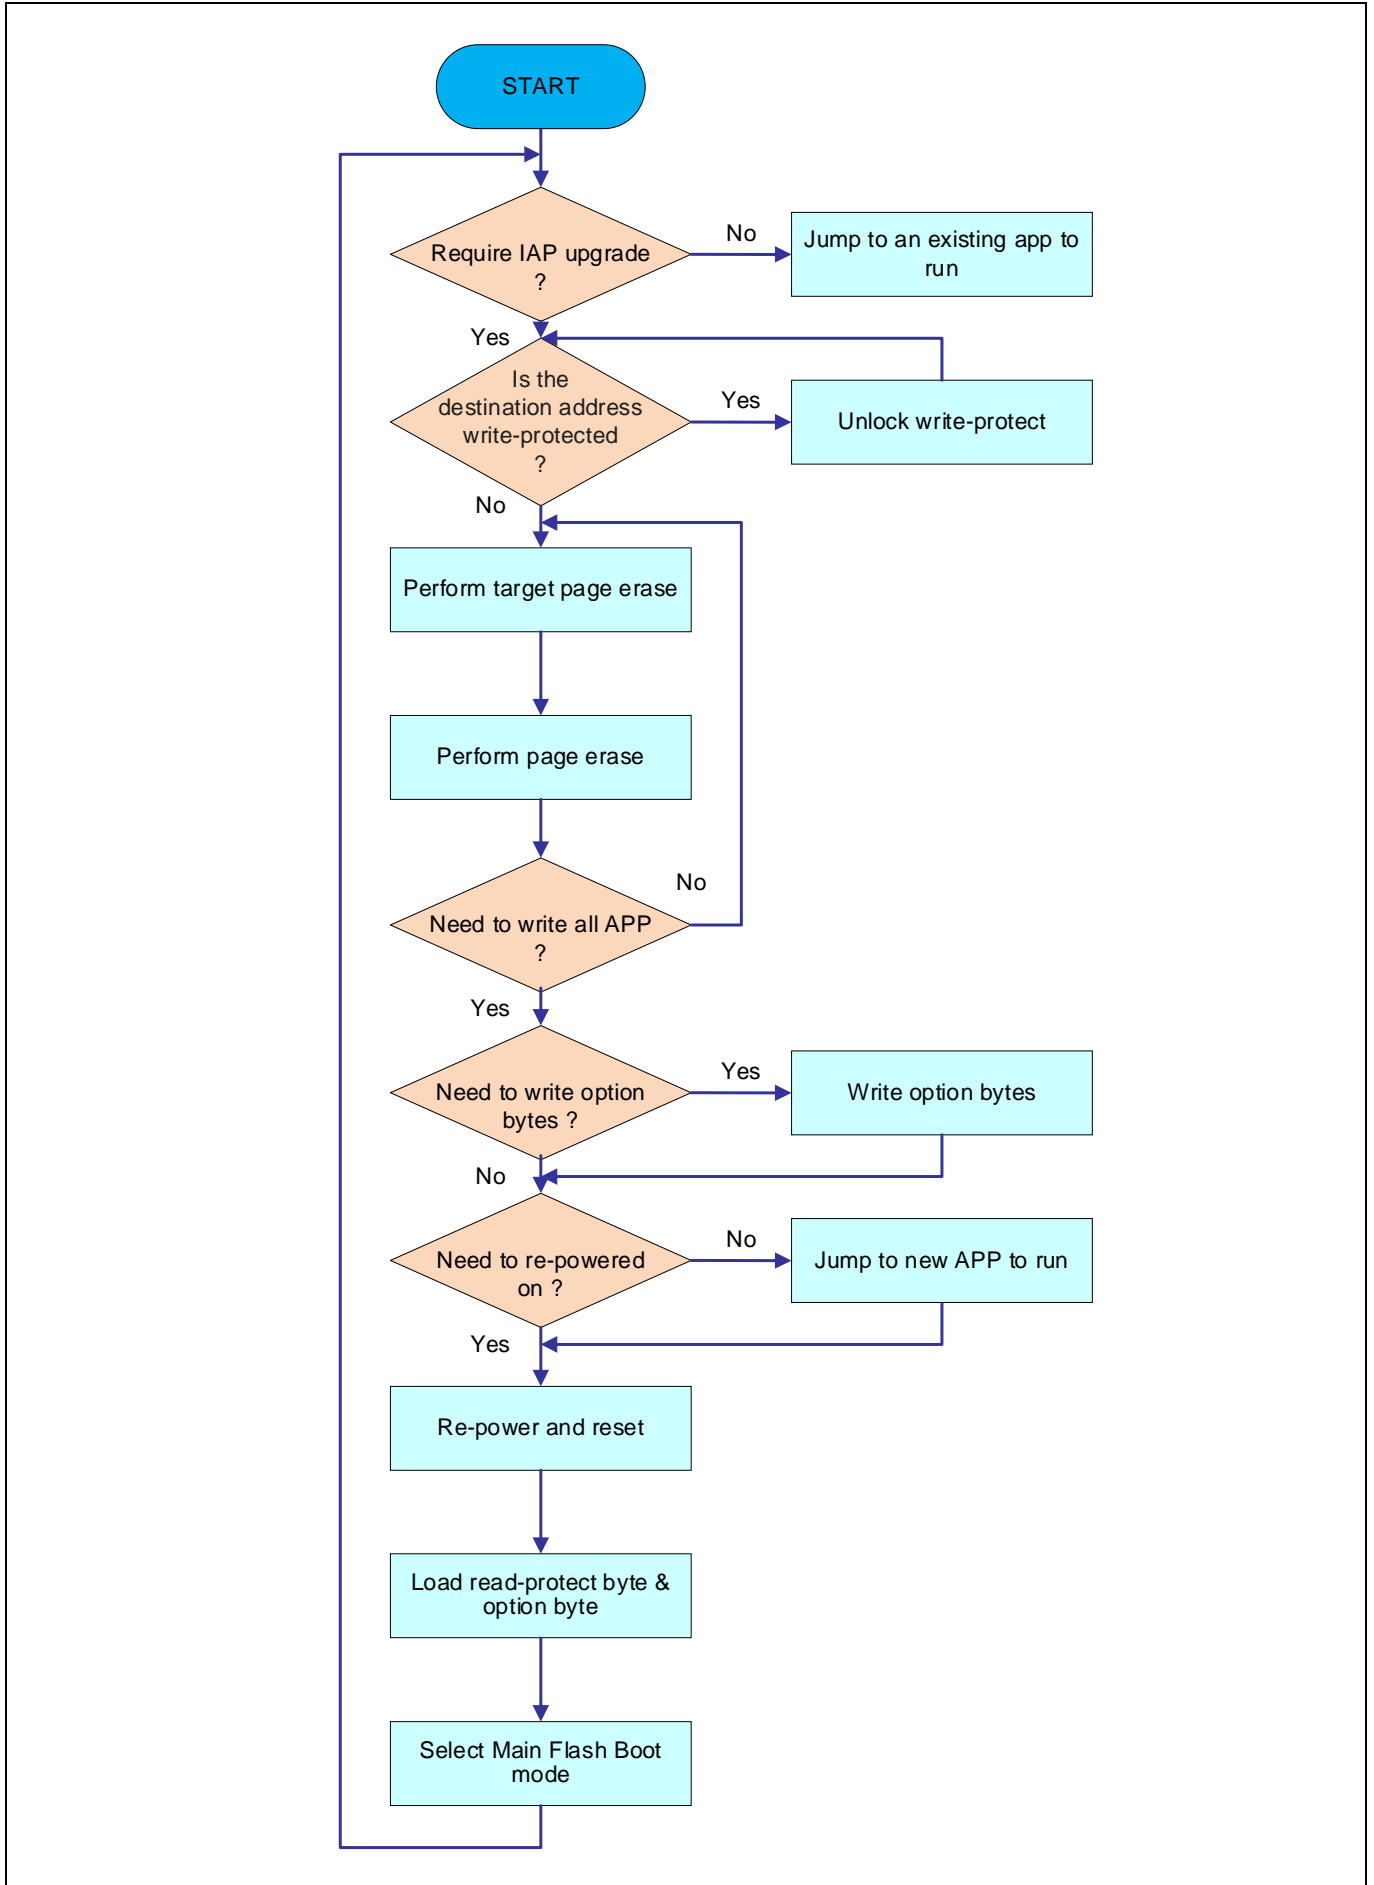 START
Require IAP upgrade
?
No
Jump to an existing app to
run
Yes
Is the
destination address
write-protected
?
Yes
Unlock write-protect
No
Perform target page erase
Perform page erase
Need to write all APP
?
No
Yes
Need to write option
bytes ?
Yes
Write option bytes
No
Need to re-powered
on ?
No
Jump to new APP to run
Yes
Re-power and reset
Load read-protect byte &
option byte
Select Main Flash Boot
mode